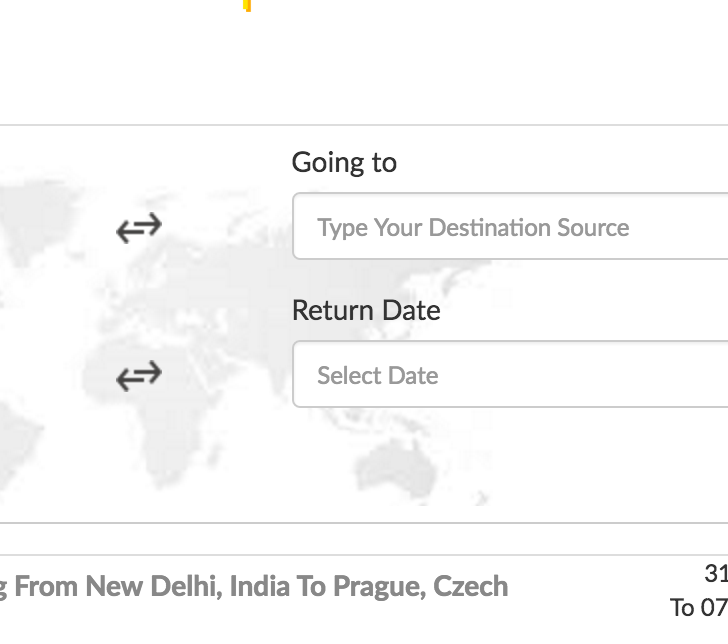 Going to
Type Your Destination Source
Return Date
Select Date
From New Delhi, India To Prague, Czech
31
To 07